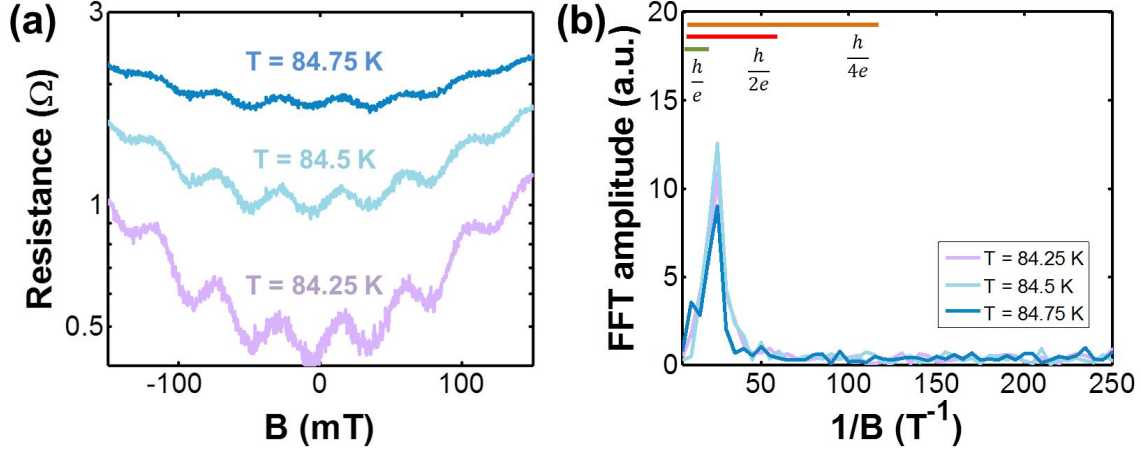 (a)
Resistance (Ω)
3
1
0.5
T = 84.75 K
T = 84.5 K
T = 84.25 K
-100 0 100
B (mT)
(b)
FFT amplitude (a.u.)
20
15
10
5
0
h/e
h/2e
h/4e
T = 84.25 K
T = 84.5 K
T = 84.75 K
50 100 150 200 250
1/B (T⁻¹)